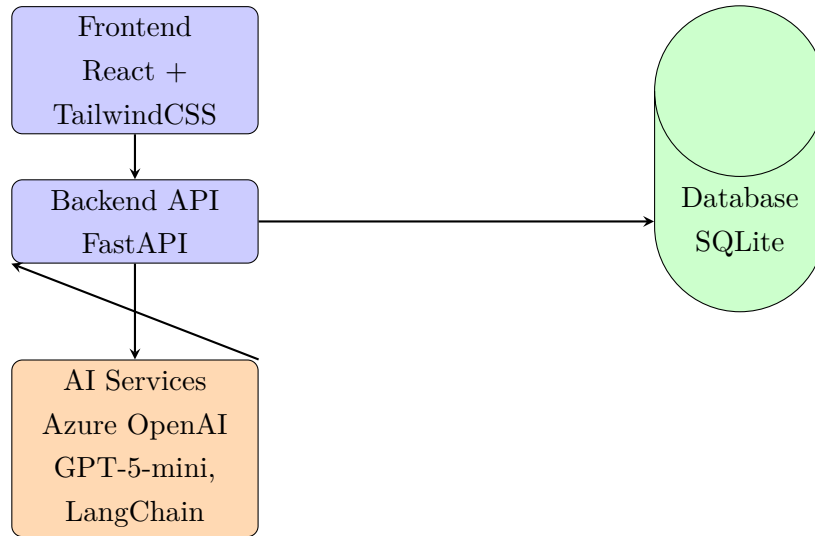 Frontend
React +
TailwindCSS
Backend API
FastAPI
Database
SQLite
AI Services
Azure OpenAI
GPT-5-mini,
LangChain